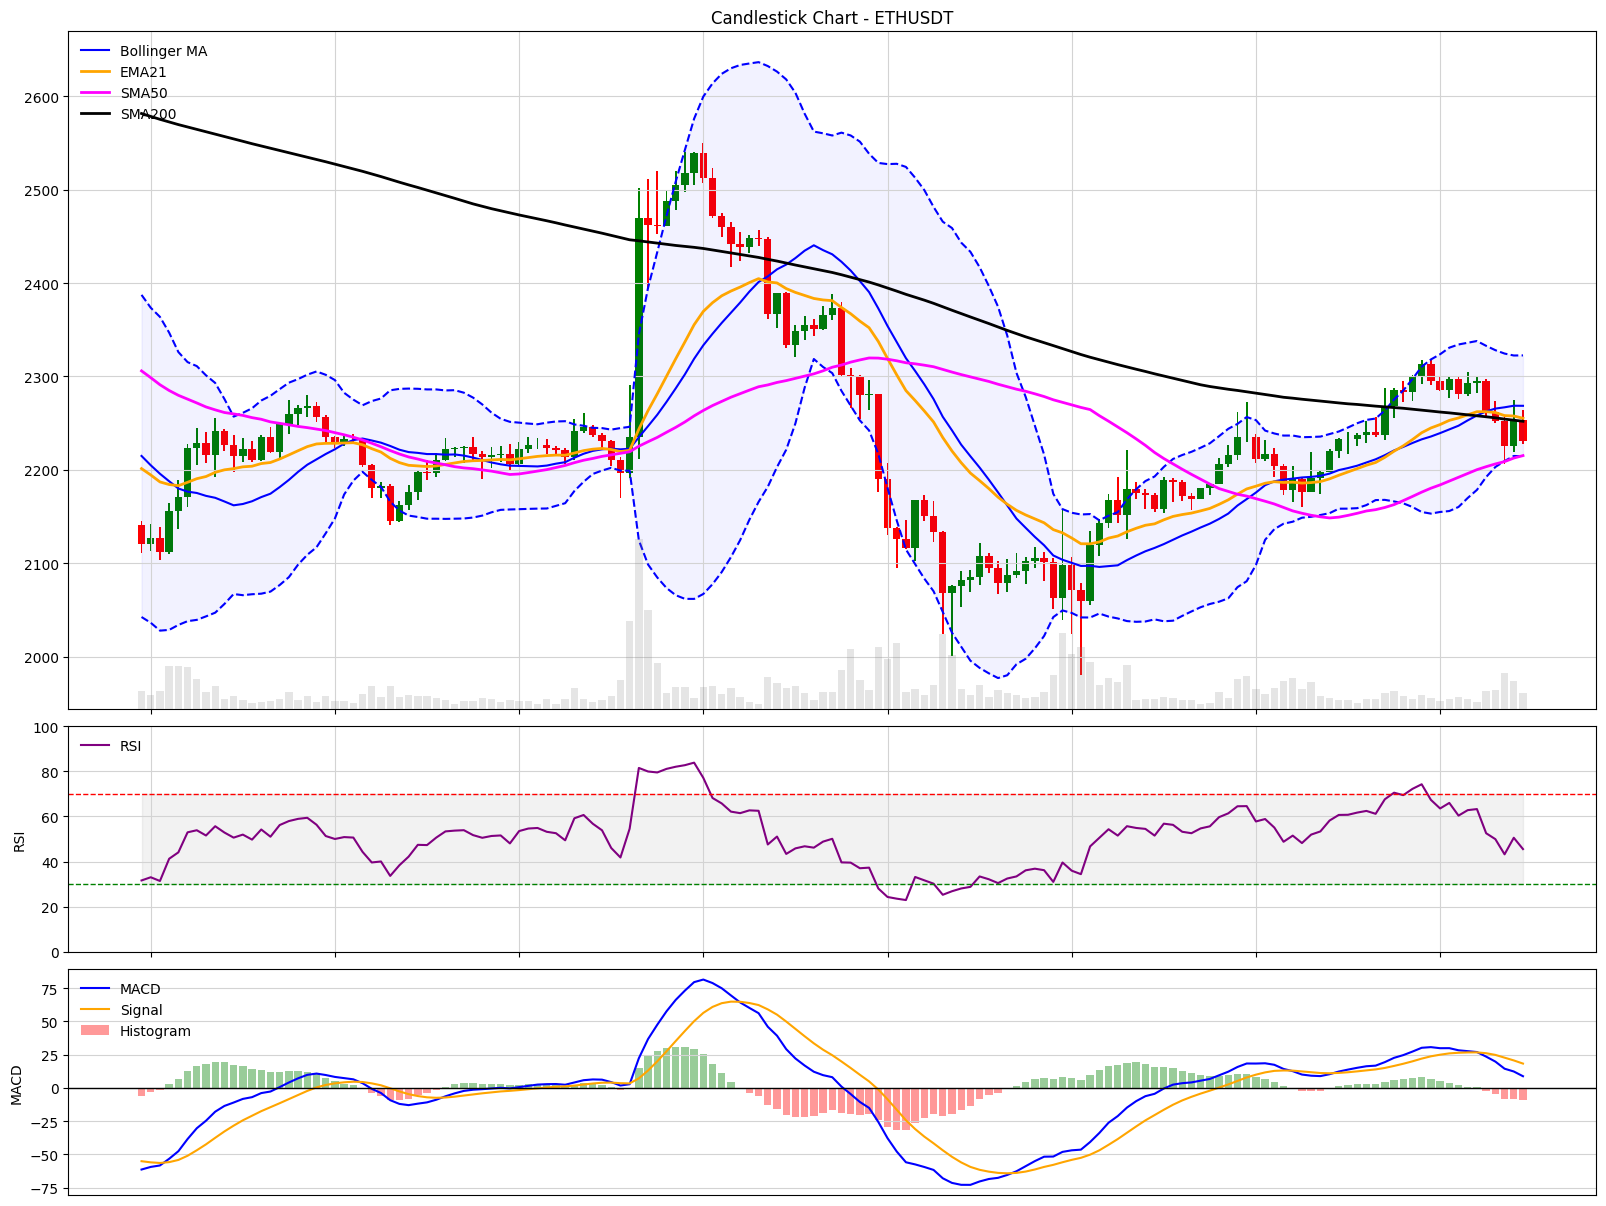 Candlestick Chart - ETHUSDT
Bollinger MA
EMA21
SMA50
SMA200
2600
2500
2400
2300
2200
2100
2000
RSI
100
80
60
40
20
0
RSI
MACD
Signal
Histogram
75
50
25
0
−25
−50
−75
MACD